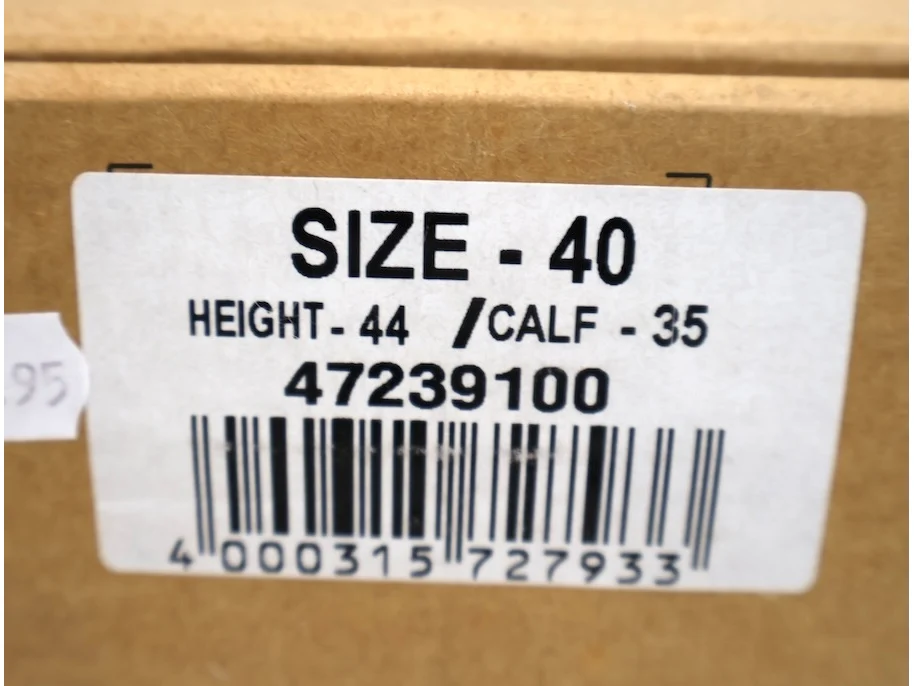 SIZE - 40
HEIGHT - 44 / CALF - 35
47239100
4 000315 727933
.95